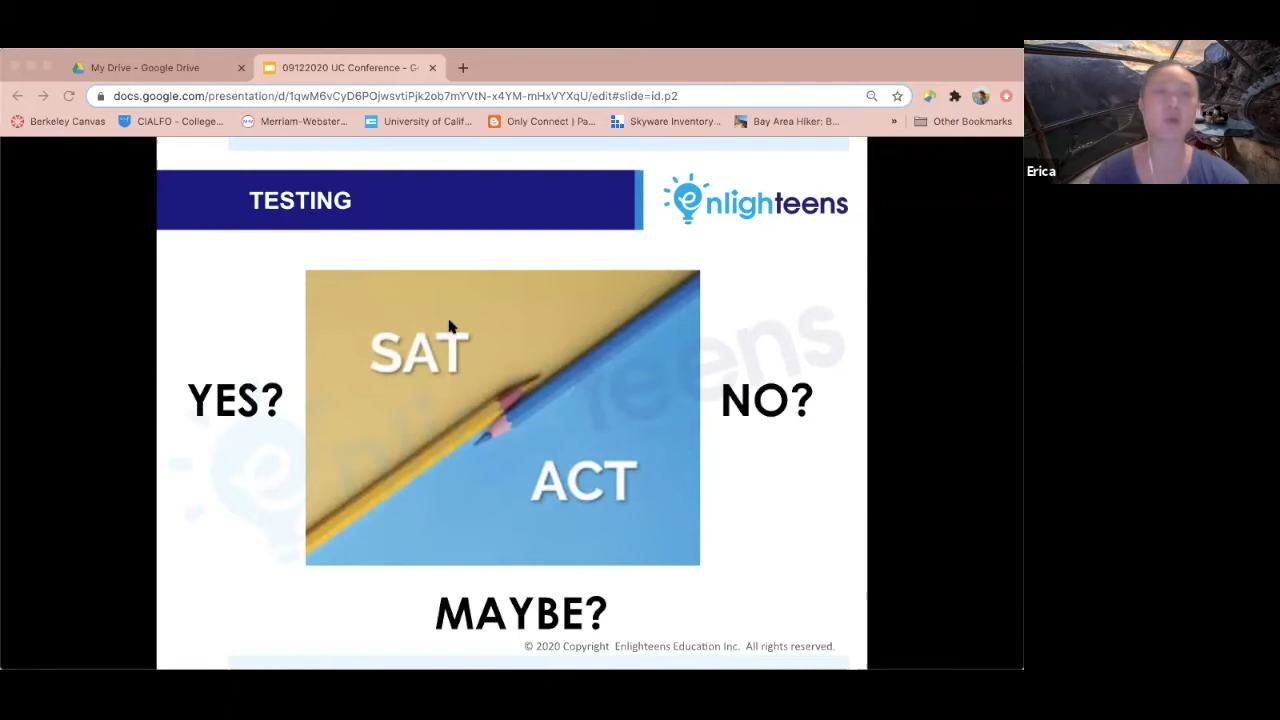 My Drive - Google Drive
09122020 UC Conference - G
docs.google.com/presentation/d/1qwM6vCyD6POjwsvtiPjk2ob7mYVtN-x4YM-mHxVYXqU/edit#slide=id.p2
Berkeley Canvas
CIALFO - College...
Merriam-Webster...
University of Calif...
Only Connect | Pa...
Skyware Inventory...
Bay Area Hiker: B...
»
Other Bookmarks
Erica
TESTING
enlighteens
SAT
YES?
NO?
ACT
MAYBE?
© 2020 Copyright Enlighteens Education Inc. All rights reserved.